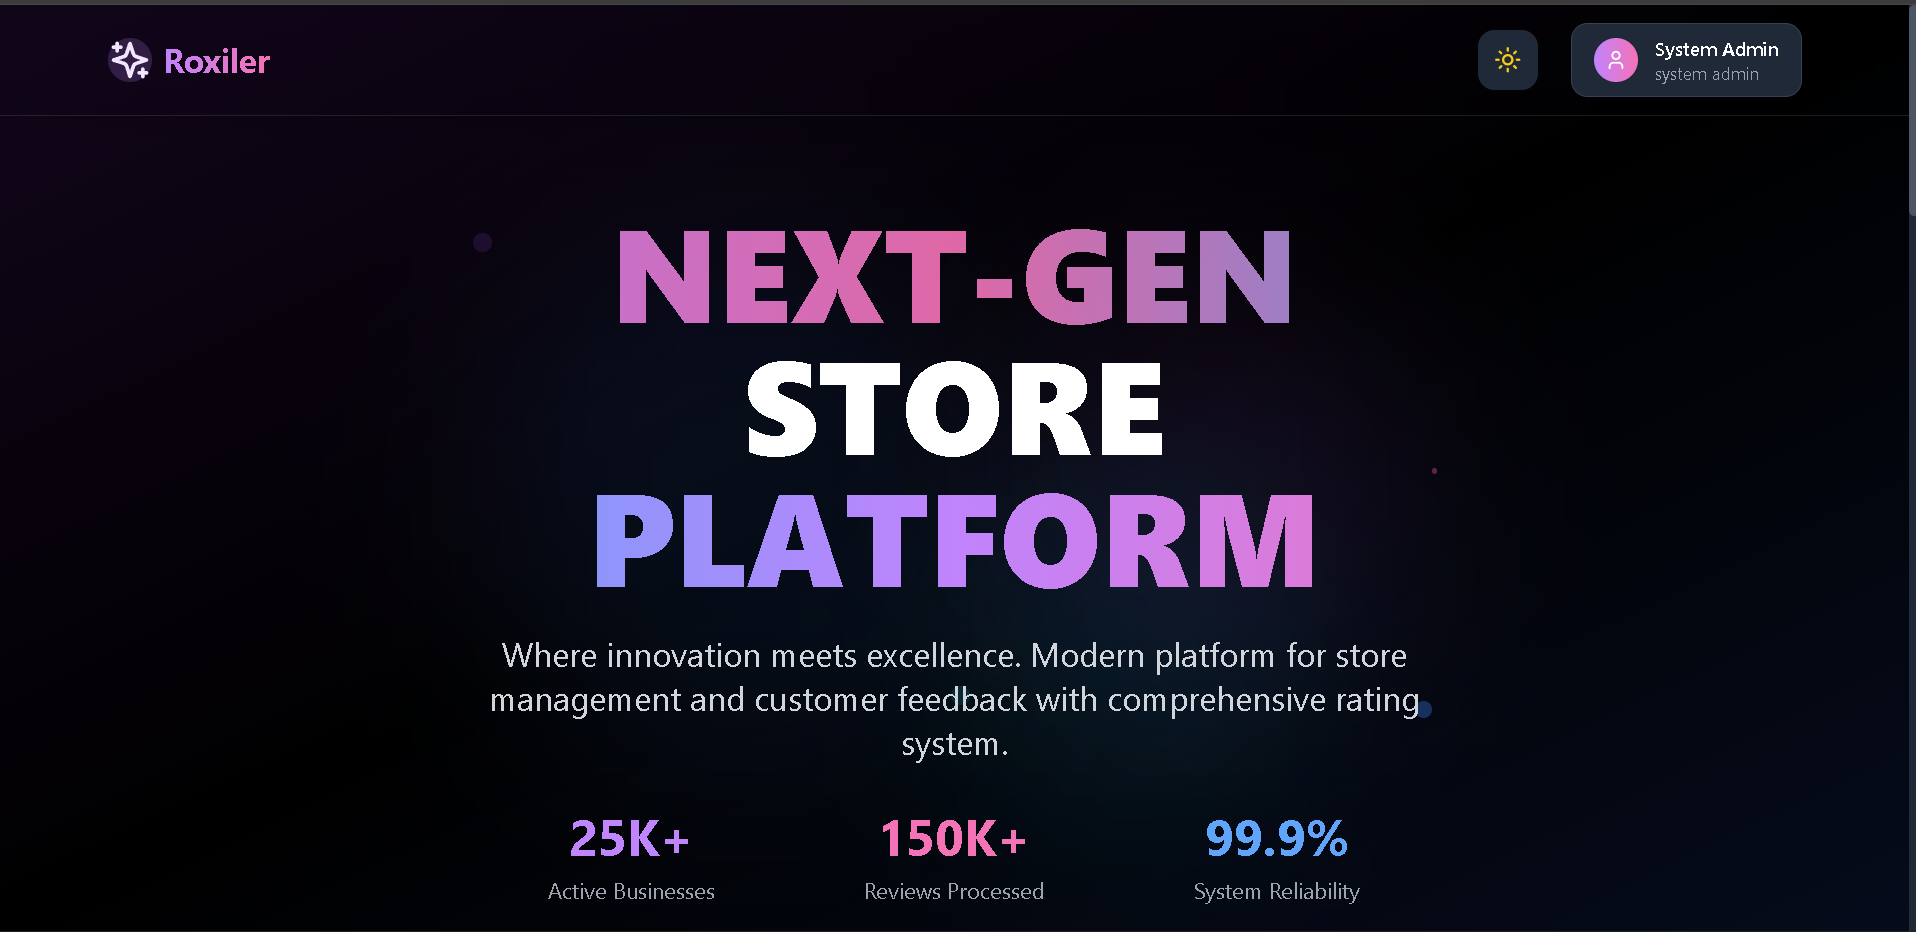 Roxiler
System Admin
system admin
NEXT-GEN
STORE
PLATFORM
Where innovation meets excellence. Modern platform for store
management and customer feedback with comprehensive rating
system.
25K+
150K+
99.9%
Active Businesses
Reviews Processed
System Reliability